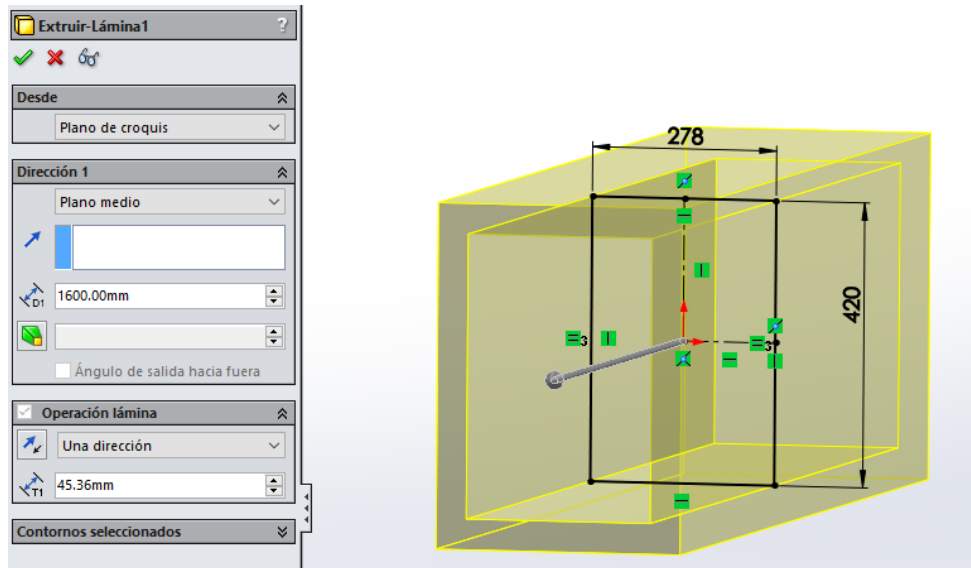 Extruir-Lámina1 ?
Desde
Plano de croquis
Dirección 1
Plano medio
D1 1600.00mm
Ángulo de salida hacia fuera
Operación lámina
Una dirección
T1 45.36mm
Contornos seleccionados
278
420
3
3